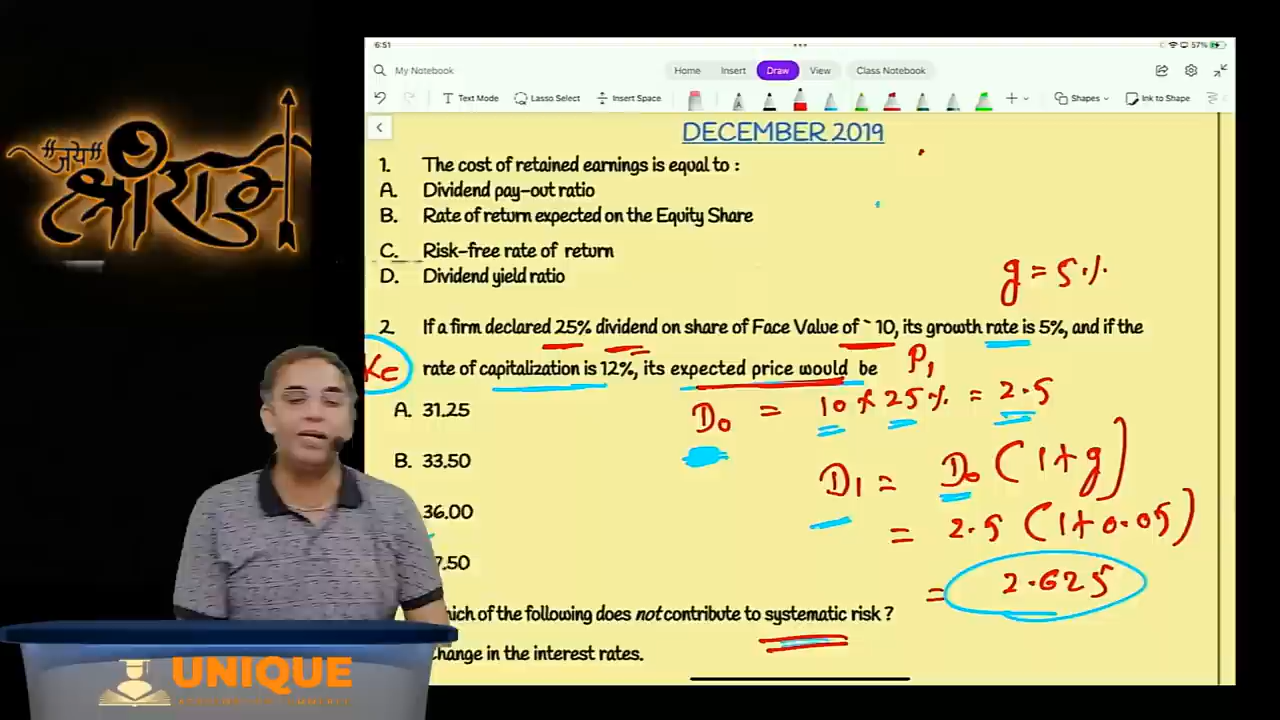 6:51
57%
My Notebook
Home Insert Draw View Class Notebook
Text Mode Lasso Select Insert Space Shapes Ink to Shape
"जय"
श्रीराम
DECEMBER 2019
1. The cost of retained earnings is equal to :
A. Dividend pay-out ratio
B. Rate of return expected on the Equity Share
C. Risk-free rate of return
D. Dividend yield ratio
g = 5%
2. If a firm declared 25% dividend on share of Face Value of ` 10, its growth rate is 5%, and if the
Ke
rate of capitalization is 12%, its expected price would be
P1
A. 31.25
D0 = 10 × 25% = 2.5
B. 33.50
D1 = D0 (1+g)
36.00
= 2.5 (1+0.05)
7.50
= 2.625
hich of the following does not contribute to systematic risk ?
hange in the interest rates.
UNIQUE